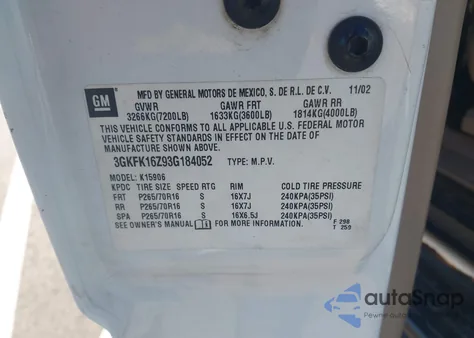 GM
MFD BY GENERAL MOTORS DE MEXICO, S. DE R.L. DE C.V. 11/02
GVWR GAWR FRT GAWR RR
3266KG(7200LB) 1633KG(3600LB) 1814KG(4000LB)
THIS VEHICLE CONFORMS TO ALL APPLICABLE U.S. FEDERAL MOTOR
VEHICLE SAFETY STANDARDS IN EFFECT ON THE DATE OF
MANUFACTURE SHOWN ABOVE.
3GKFK16Z93G184052 TYPE: M.P.V.
MODEL: K15906
KPDC TIRE SIZE SPEED RTG RIM COLD TIRE PRESSURE
FRT P265/70R16 S 16X7J 240KPA(35PSI)
RR P265/70R16 S 16X7J 240KPA(35PSI)
SPA P265/70R16 S 16X6.5J 240KPA(35PSI)
SEE OWNER'S MANUAL FOR MORE INFORMATION.
F 298
T 259
autoSnap